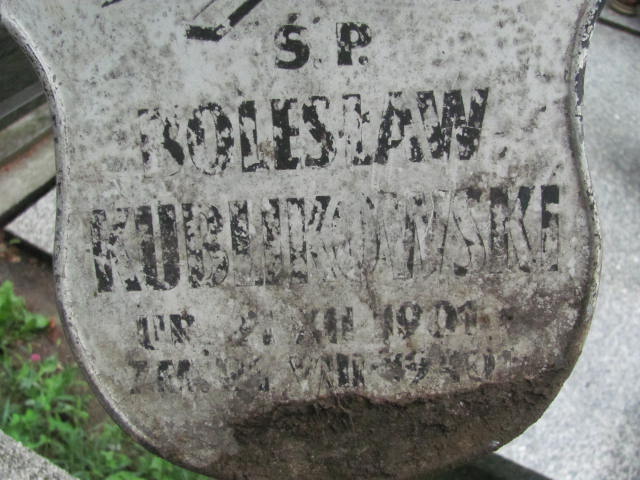 Ś.P.
BOLESŁAW
KUBLIKOWSKI
UR. 21 XII 1901
ZM. VIII